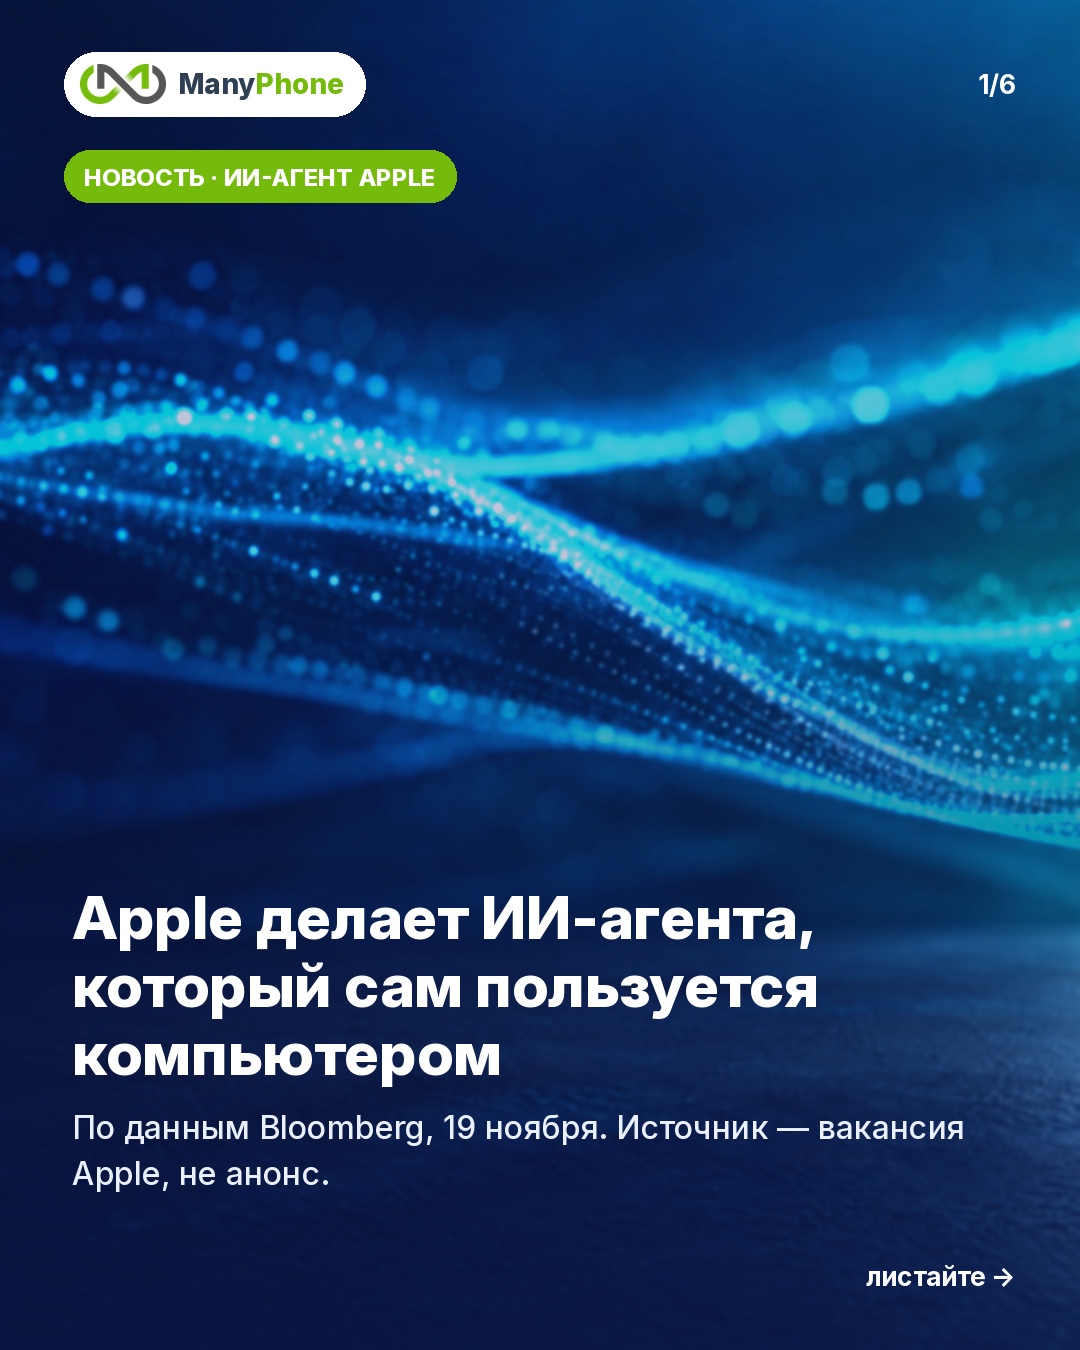 ManyPhone
1/6
НОВОСТЬ · ИИ-АГЕНТ APPLE
Apple делает ИИ-агента,
который сам пользуется
компьютером
По данным Bloomberg, 19 ноября. Источник — вакансия
Apple, не анонс.
листайте →